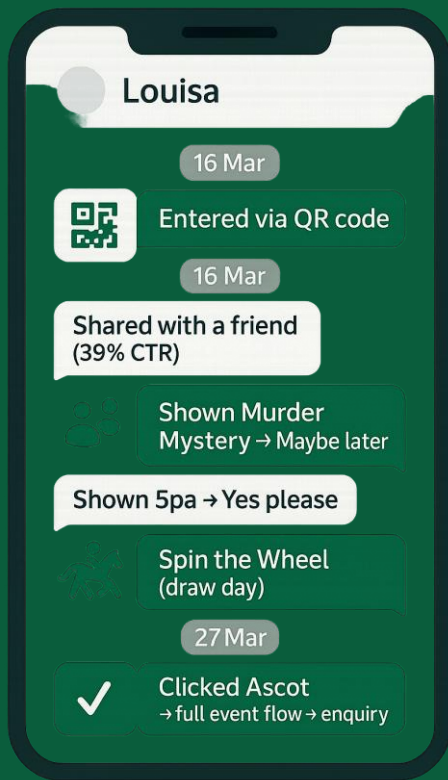 Louisa
16 Mar
Entered via QR code
16 Mar
Shared with a friend
(39% CTR)
Shown Murder
Mystery → Maybe later
Shown 5pa → Yes please
Spin the Wheel
(draw day)
27 Mar
Clicked Ascot
→ full event flow → enquiry